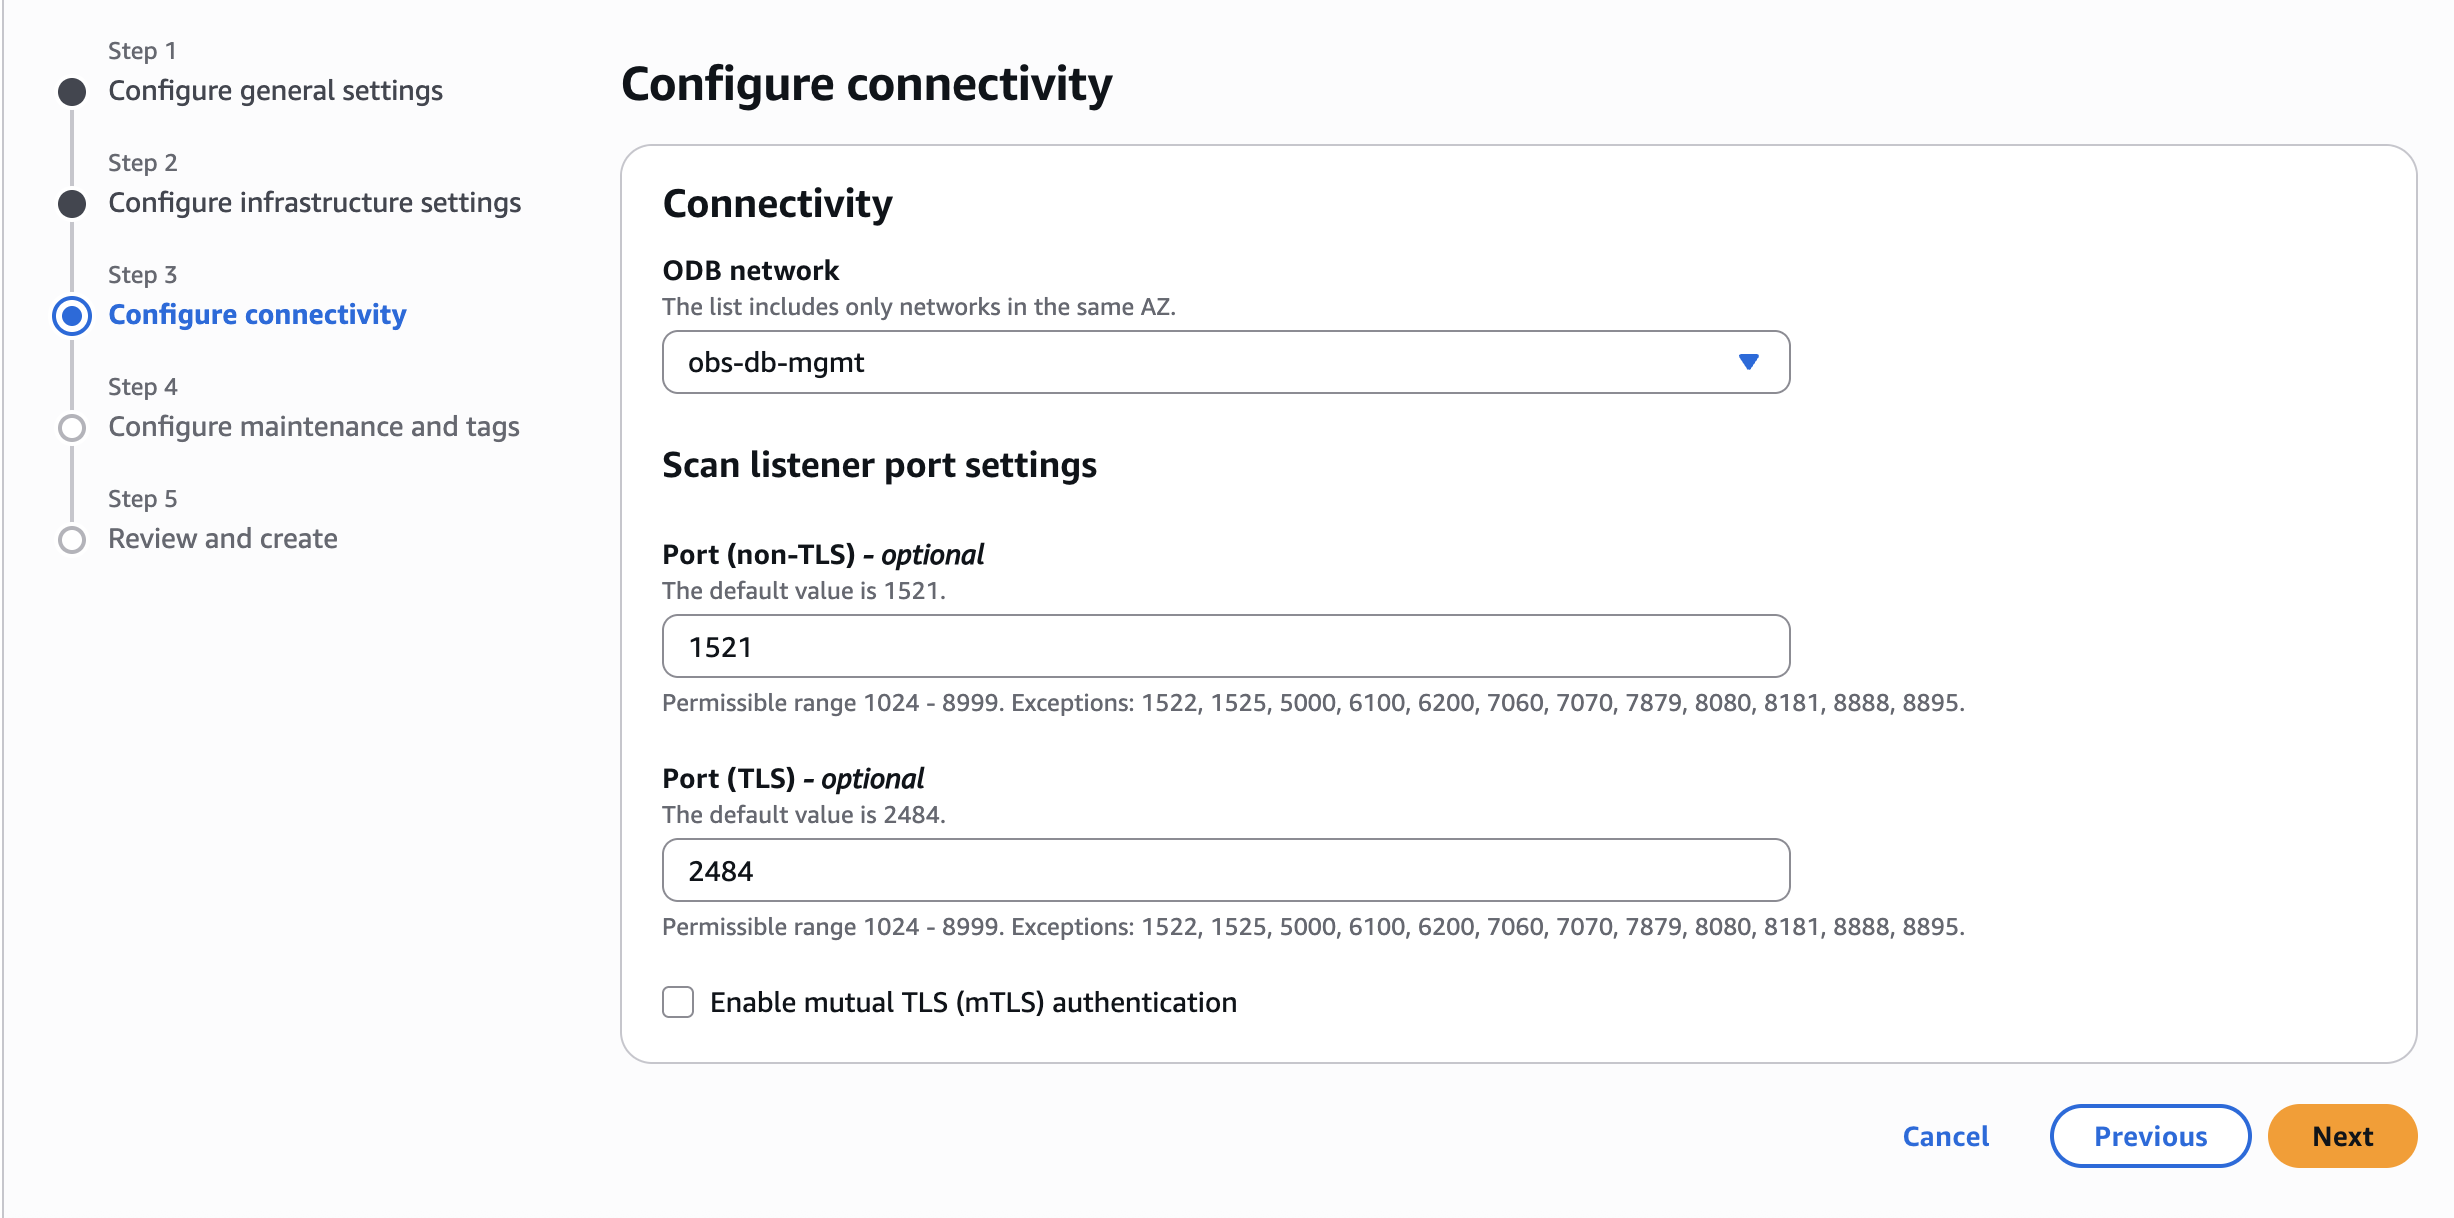 Step 1
Configure general settings
Step 2
Configure infrastructure settings
Step 3
Configure connectivity
Step 4
Configure maintenance and tags
Step 5
Review and create
Configure connectivity
Connectivity
ODB network
The list includes only networks in the same AZ.
obs-db-mgmt
Scan listener port settings
Port (non-TLS) - optional
The default value is 1521.
1521
Permissible range 1024 - 8999. Exceptions: 1522, 1525, 5000, 6100, 6200, 7060, 7070, 7879, 8080, 8181, 8888, 8895.
Port (TLS) - optional
The default value is 2484.
2484
Permissible range 1024 - 8999. Exceptions: 1522, 1525, 5000, 6100, 6200, 7060, 7070, 7879, 8080, 8181, 8888, 8895.
Enable mutual TLS (mTLS) authentication
Cancel
Previous
Next